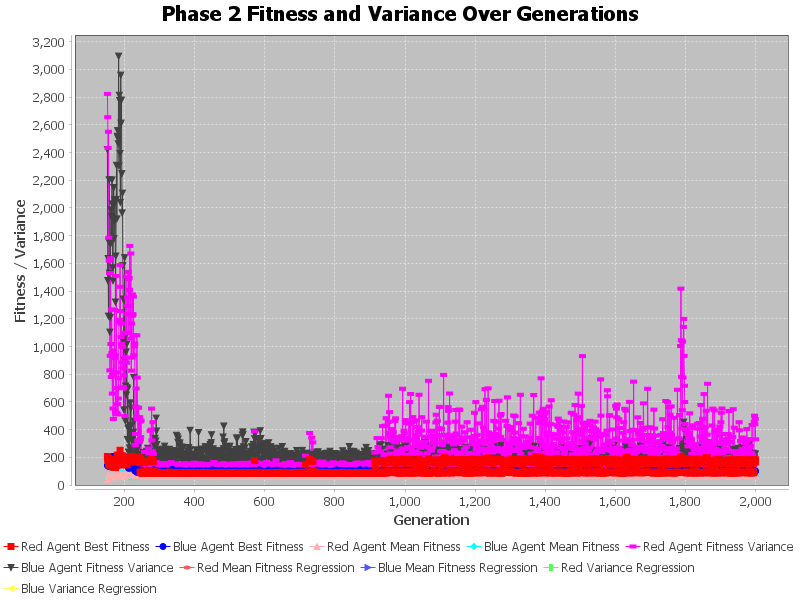 Phase 2 Fitness and Variance Over Generations
3,200
3,000
2,800
2,600
2,400
2,200
2,000
1,800
1,600
1,400
1,200
1,000
800
600
400
200
0
Fitness / Variance
200 400 600 800 1,000 1,200 1,400 1,600 1,800 2,000
Generation
Red Agent Best Fitness Blue Agent Best Fitness Red Agent Mean Fitness Blue Agent Mean Fitness Red Agent Fitness Variance
Blue Agent Fitness Variance Red Mean Fitness Regression Blue Mean Fitness Regression Red Variance Regression
Blue Variance Regression